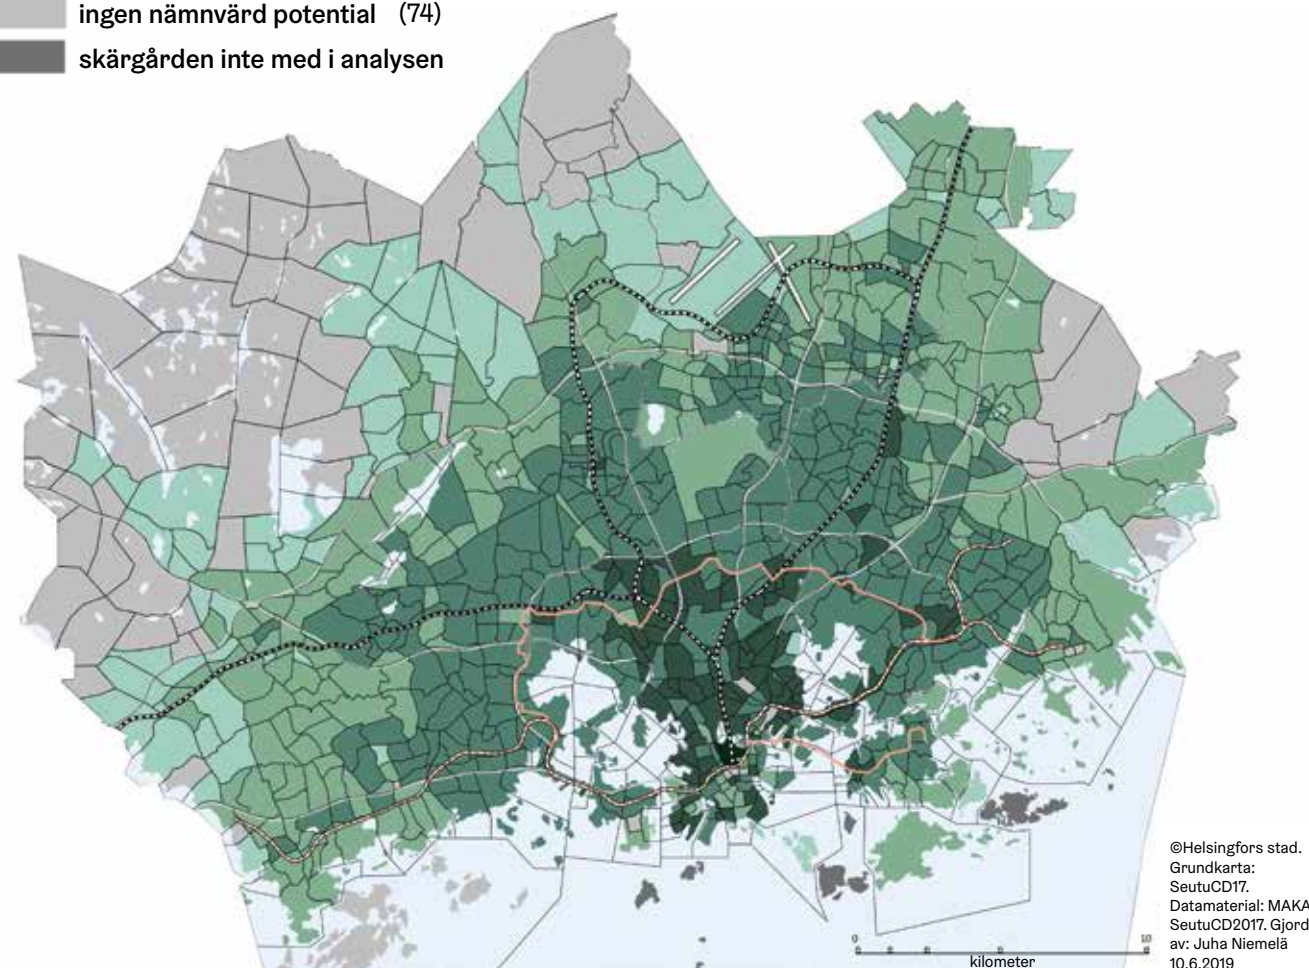 ingen nämnvärd potential (74)
skärgården inte med i analysen
©Helsingfors stad.
Grundkarta:
SeutuCD17.
Datamaterial: MAKA
SeutuCD2017. Gjord
av: Juha Niemelä
10.6.2019
0 10
kilometer